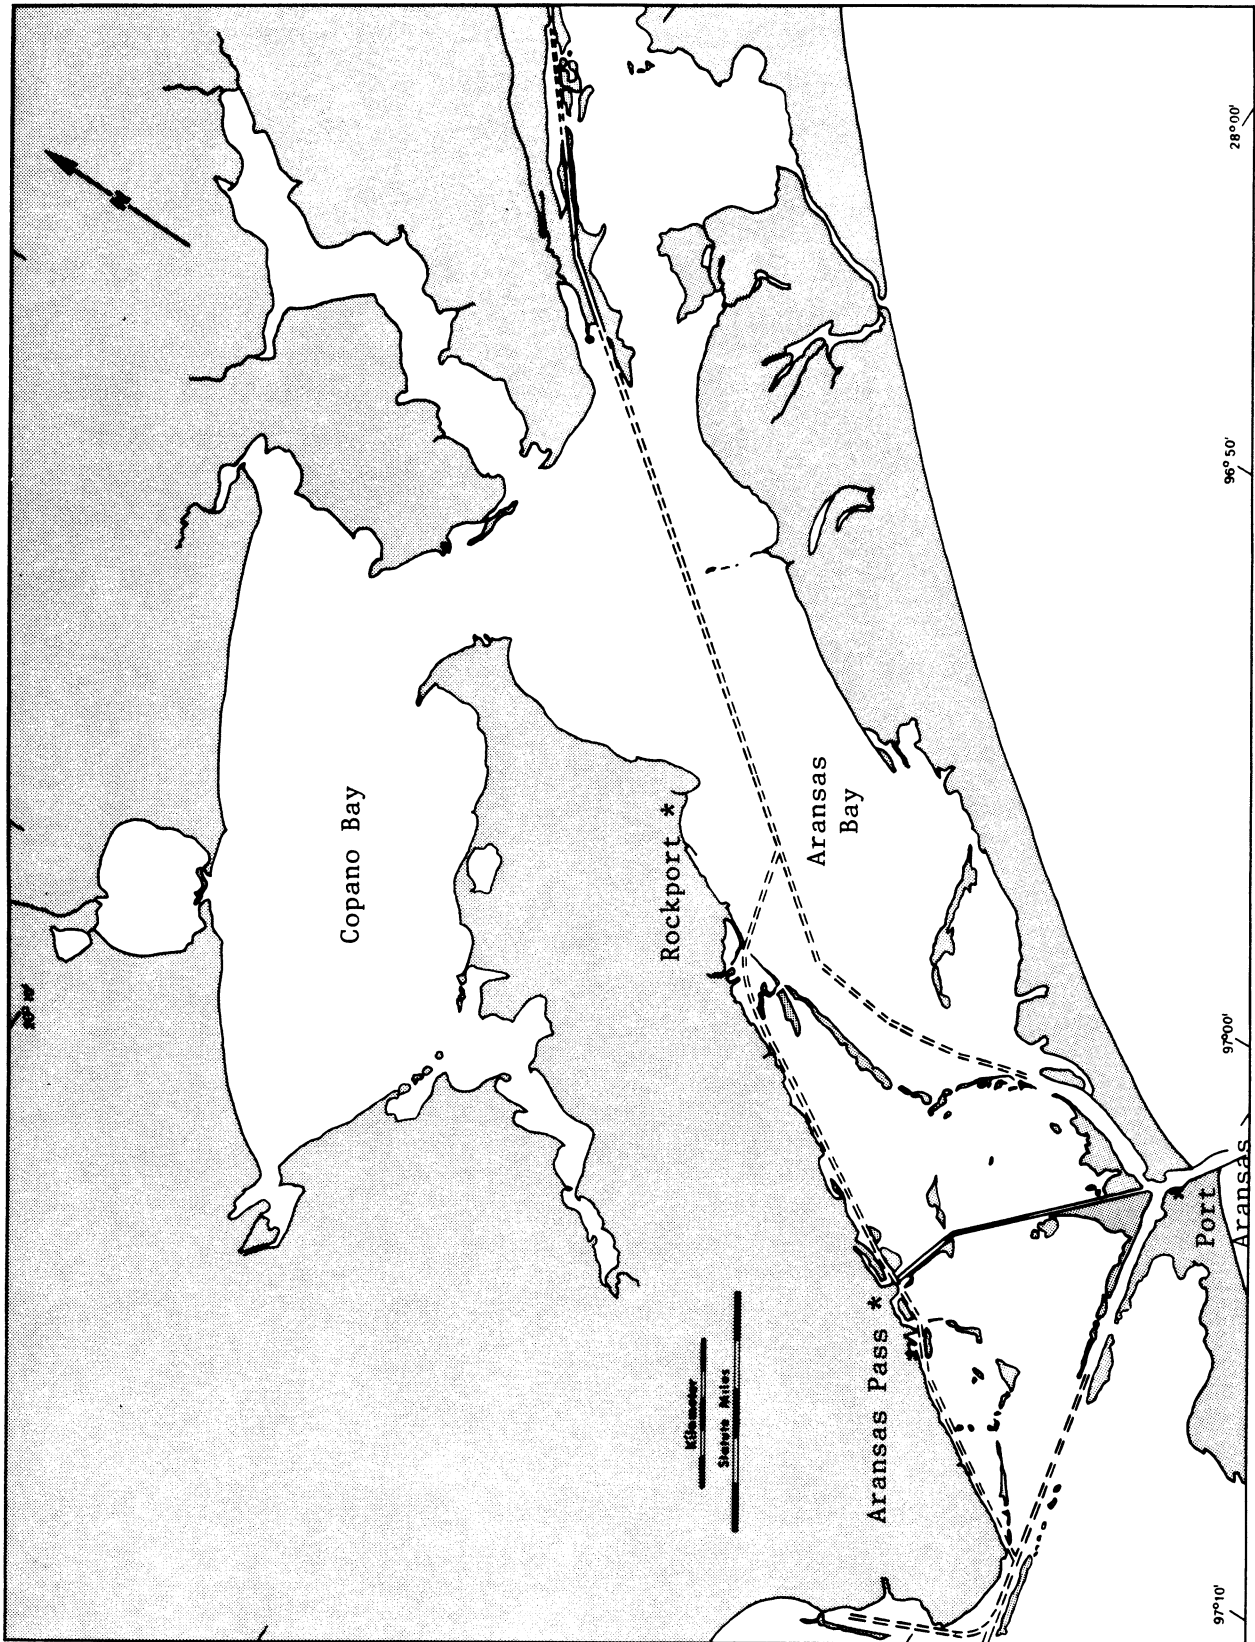 N
28°00'
96°50'
Copano Bay
Rockport *
Aransas
Bay
97°00'
Port
Aransas
Aransas Pass *
Kilometer
Statute Miles
97°10'